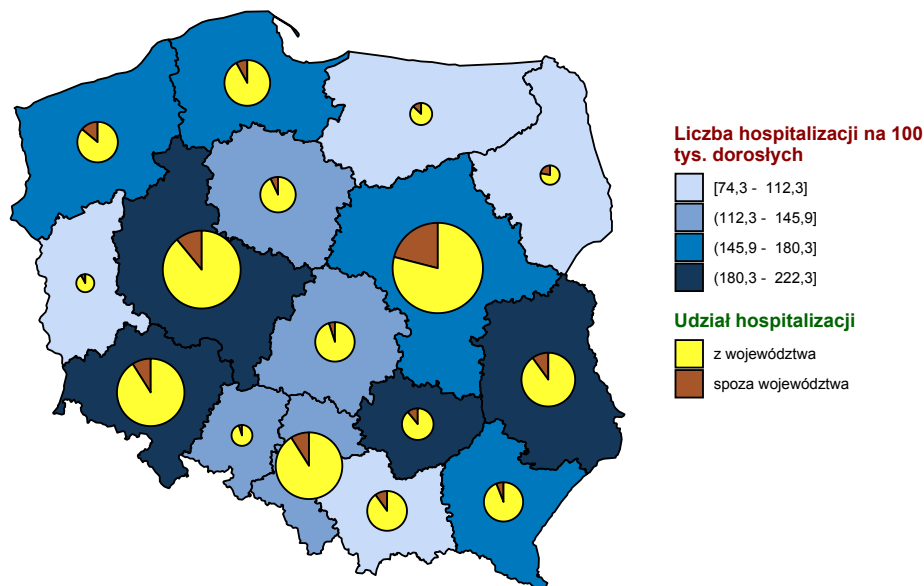 Liczba hospitalizacji na 100
tys. dorosłych
[74,3 - 112,3]
(112,3 - 145,9]
(145,9 - 180,3]
(180,3 - 222,3]
Udział hospitalizacji
z województwa
spoza województwa